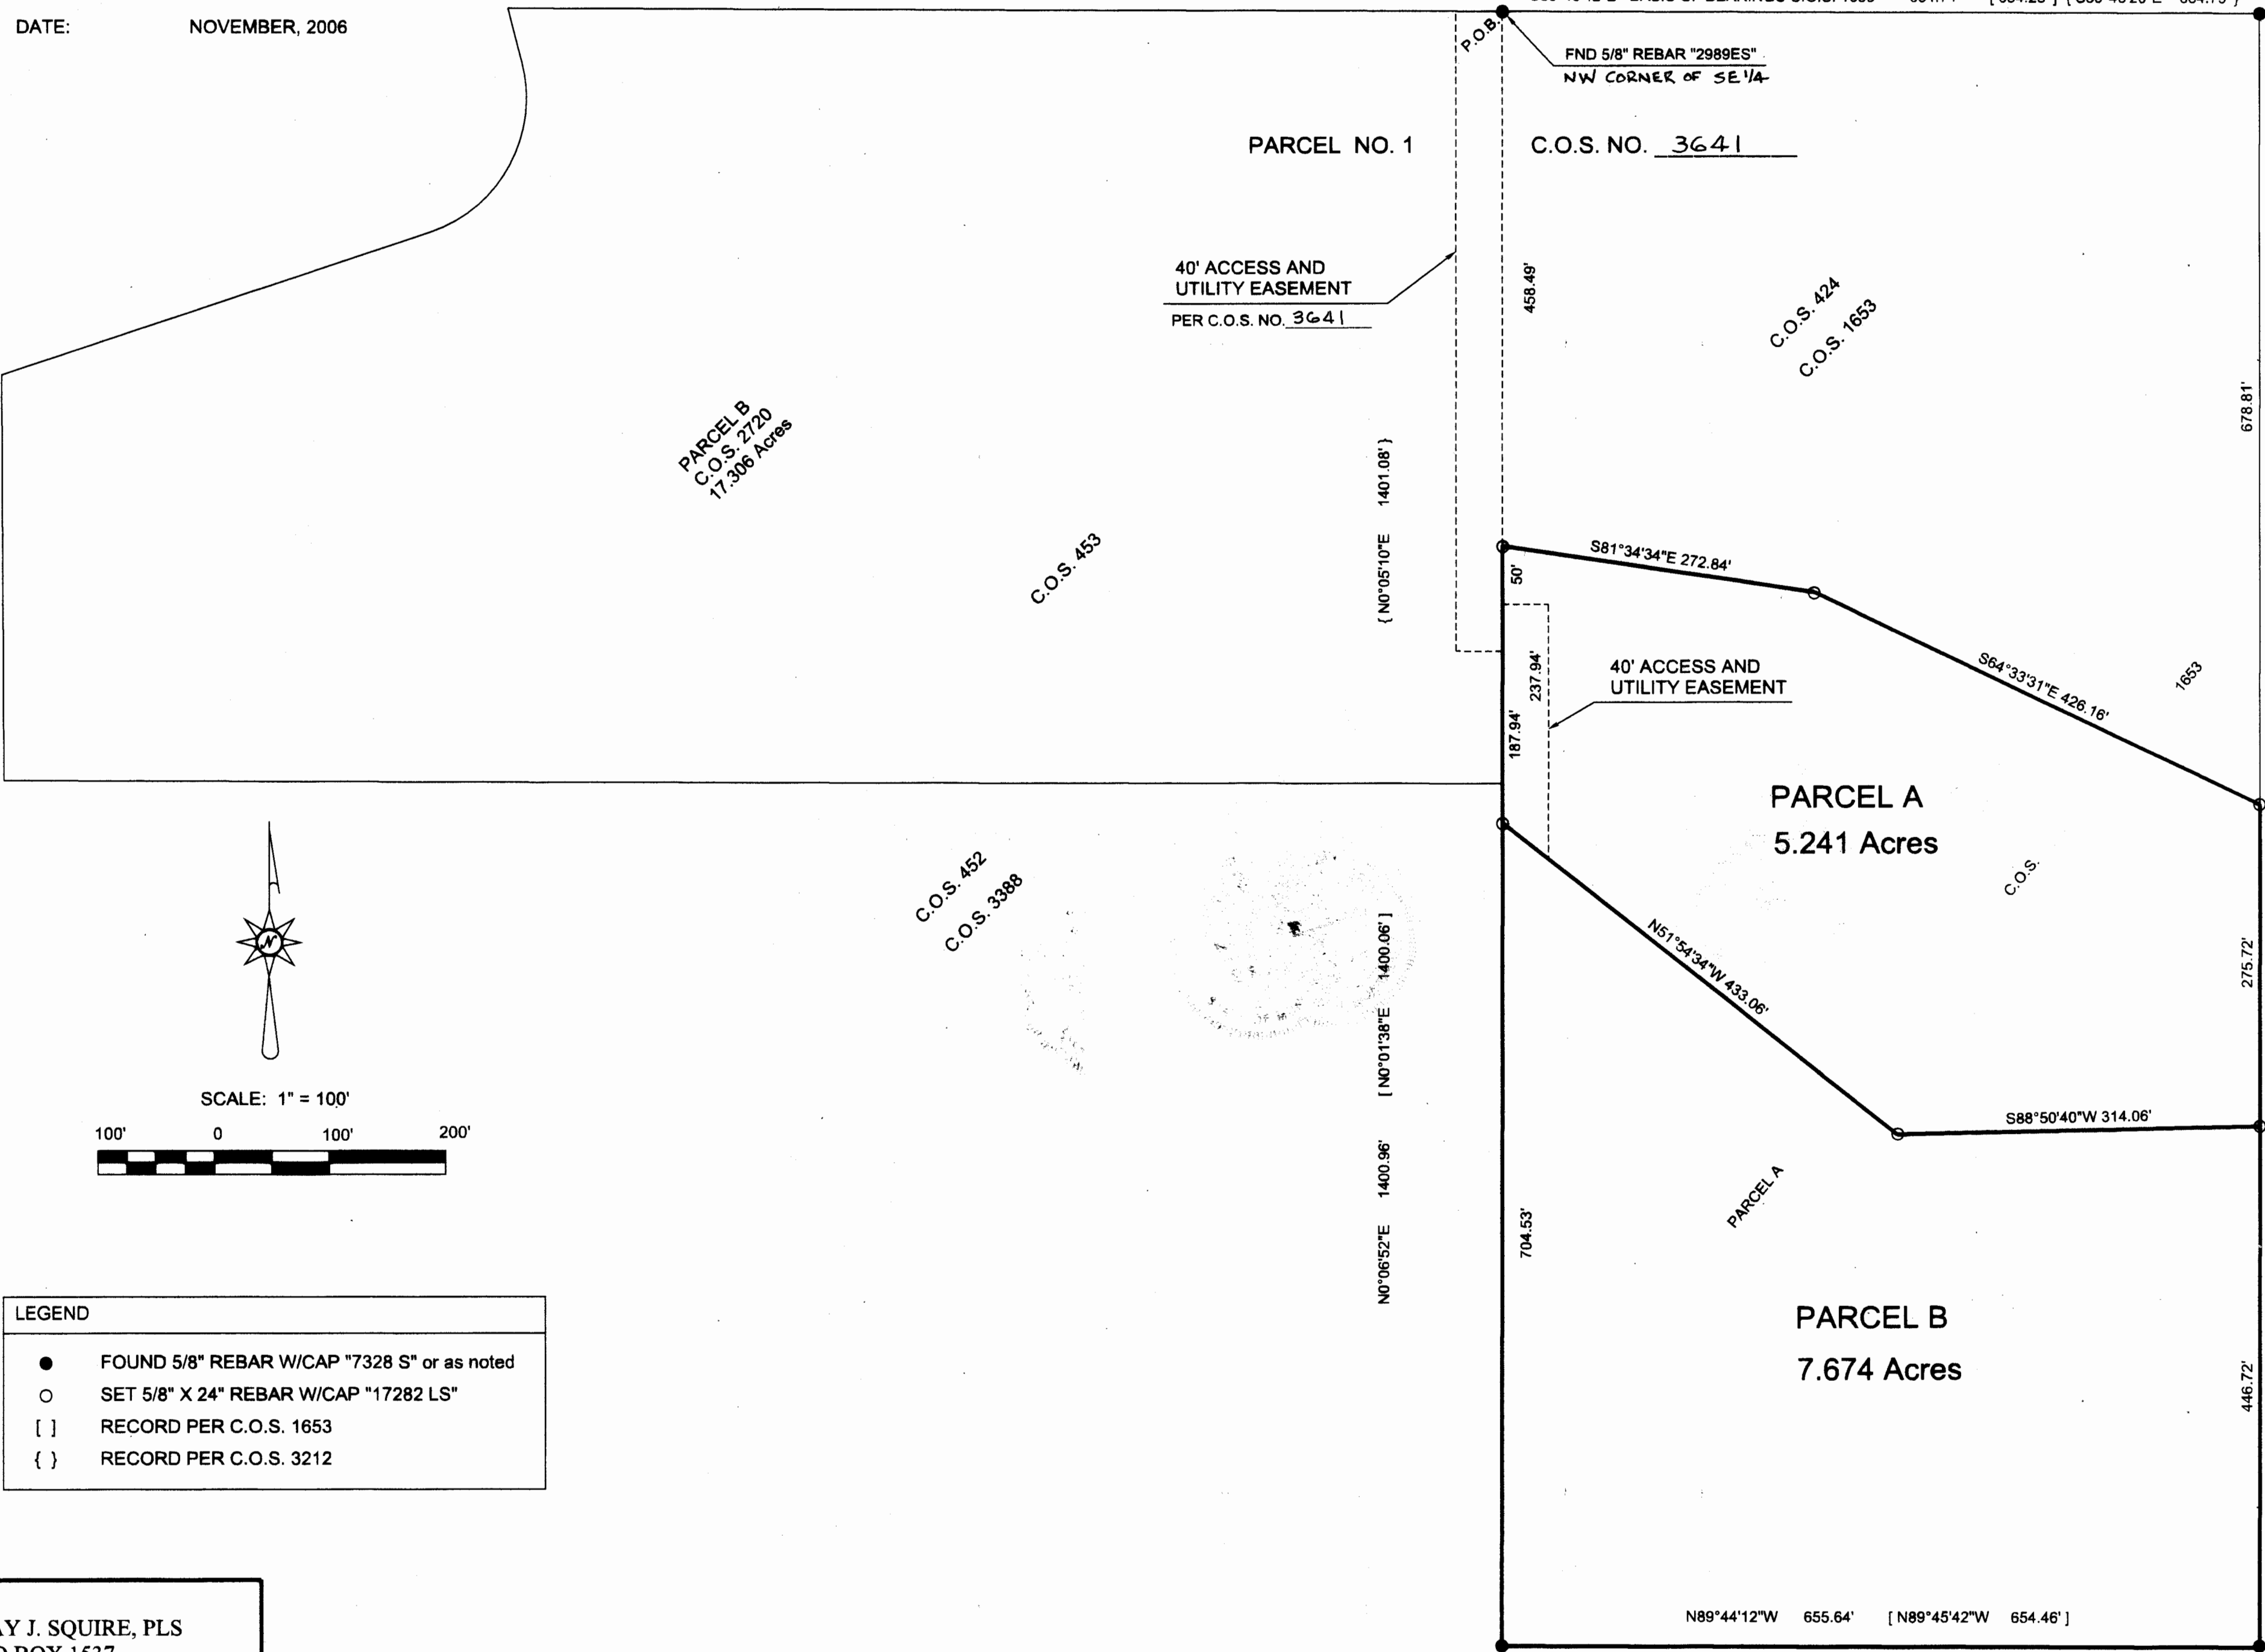 DATE: NOVEMBER, 2006
P.O.B.
FND 5/8" REBAR "2989ES"
NW CORNER OF SE 1/4
PARCEL NO. 1
C.O.S. NO. 3641
40' ACCESS AND
UTILITY EASEMENT
PER C.O.S. NO. 3641
458.49'
C.O.S. 424
C.O.S. 1653
678.81'
PARCEL B
C.O.S. 2720
17.306 Acres
{ N0°05'10"E 1401.08' }
C.O.S. 453
S81°34'34"E 272.84'
50'
S64°33'31"E 426.16'
1653
237.94'
40' ACCESS AND
UTILITY EASEMENT
187.94'
PARCEL A
5.241 Acres
C.O.S.
C.O.S. 452
C.O.S. 3388
[ N0°01'38"E 1400.06' ]
N51°54'34"W 433.06'
275.72'
SCALE: 1" = 100'
100' 0 100' 200'
S88°50'40"W 314.06'
N0°06'52"E 1400.96'
PARCEL A
704.53'
PARCEL B
7.674 Acres
446.72'
LEGEND
FOUND 5/8" REBAR W/CAP "7328 S" or as noted
SET 5/8" X 24" REBAR W/CAP "17282 LS"
[ ] RECORD PER C.O.S. 1653
{ } RECORD PER C.O.S. 3212
N
N89°44'12"W 655.64' [ N89°45'42"W 654.46' ]
J. SQUIRE, PLS